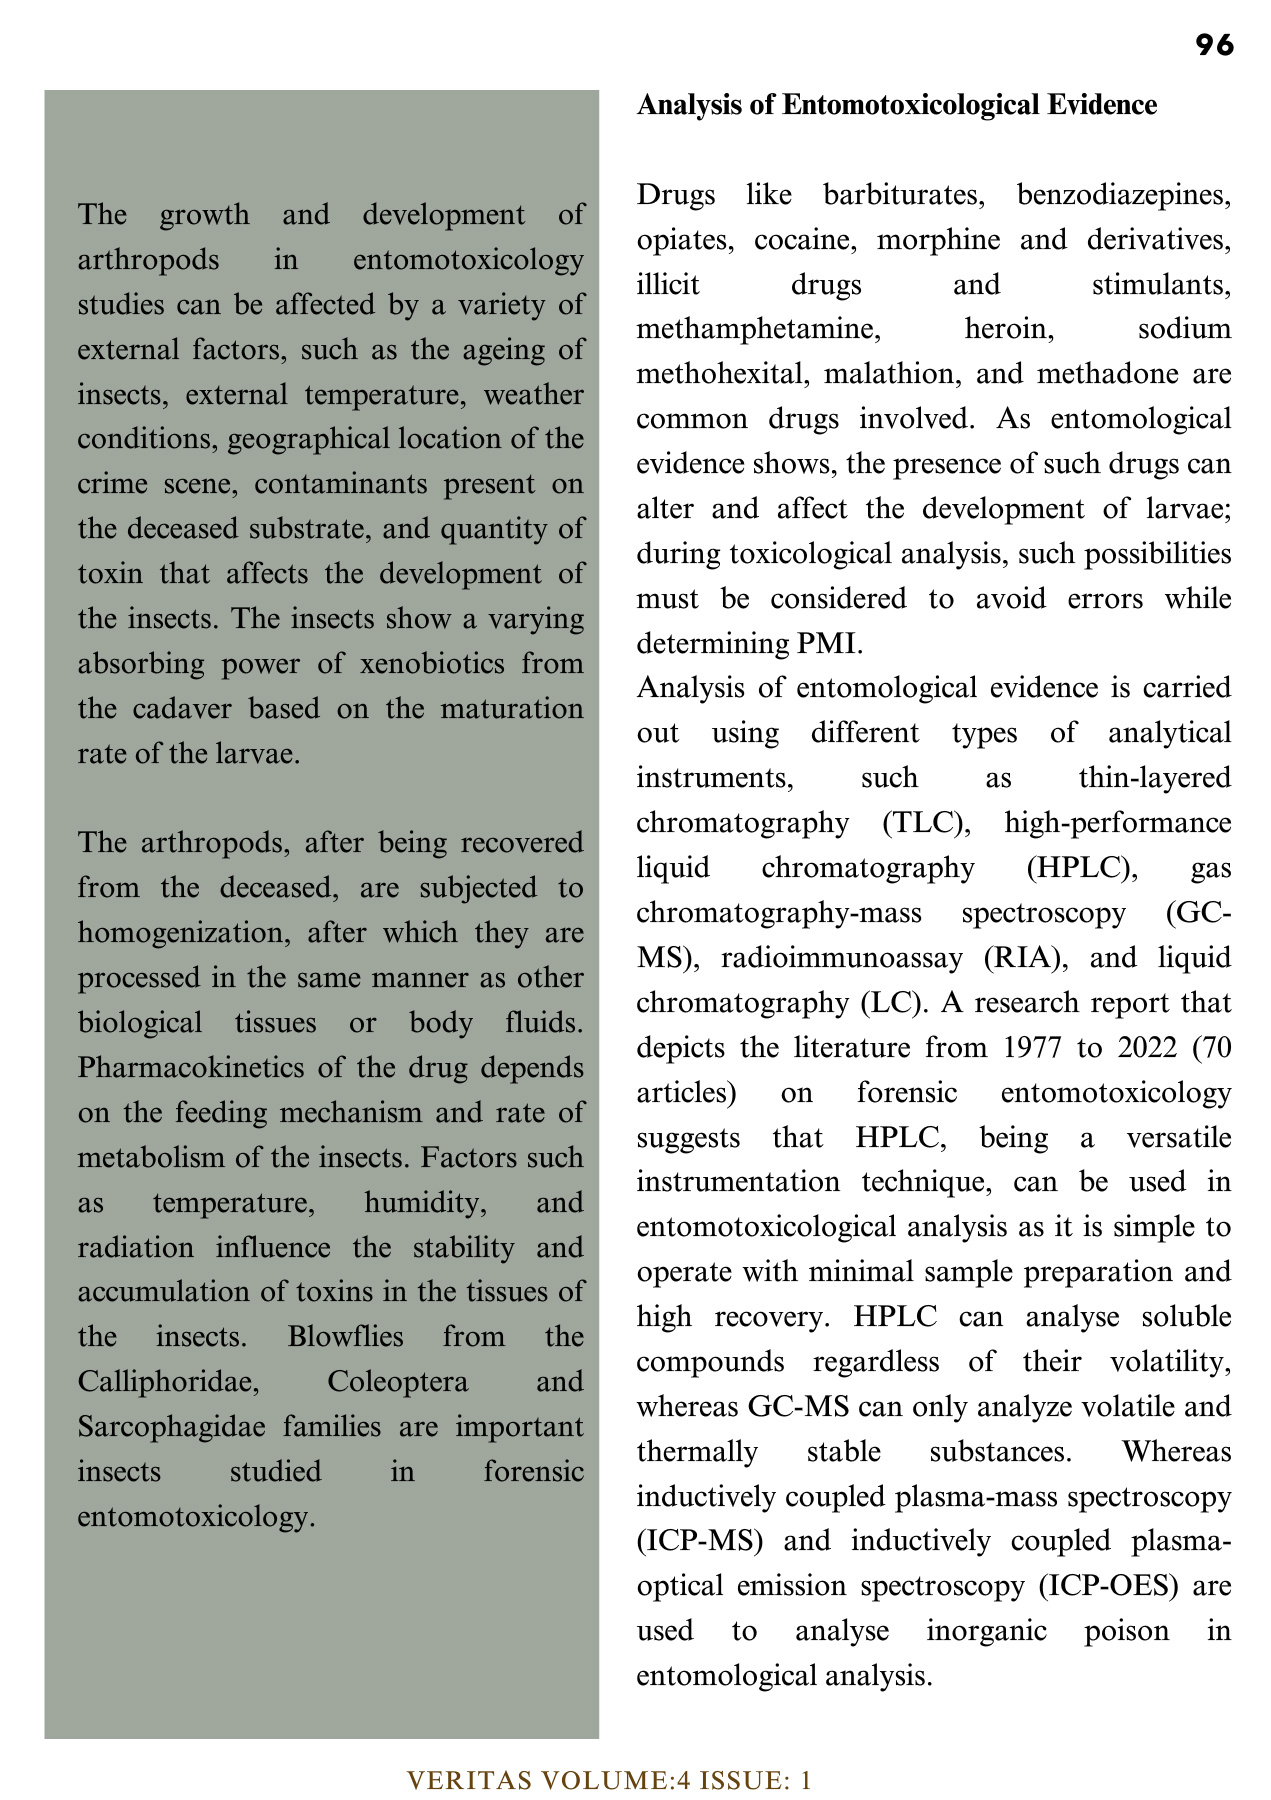 96
The growth and development of
arthropods in entomotoxicology
studies can be affected by a variety of
external factors, such as the ageing of
insects, external temperature, weather
conditions, geographical location of the
crime scene, contaminants present on
the deceased substrate, and quantity of
toxin that affects the development of
the insects. The insects show a varying
absorbing power of xenobiotics from
the cadaver based on the maturation
rate of the larvae.
The arthropods, after being recovered
from the deceased, are subjected to
homogenization, after which they are
processed in the same manner as other
biological tissues or body fluids.
Pharmacokinetics of the drug depends
on the feeding mechanism and rate of
metabolism of the insects. Factors such
as temperature, humidity, and
radiation influence the stability and
accumulation of toxins in the tissues of
the insects. Blowflies from the
Calliphoridae, Coleoptera and
Sarcophagidae families are important
insects studied in forensic
entomotoxicology.
Analysis of Entomotoxicological Evidence
Drugs like barbiturates, benzodiazepines,
opiates, cocaine, morphine and derivatives,
illicit drugs and stimulants,
methamphetamine, heroin, sodium
methohexital, malathion, and methadone are
common drugs involved. As entomological
evidence shows, the presence of such drugs can
alter and affect the development of larvae;
during toxicological analysis, such possibilities
must be considered to avoid errors while
determining PMI.
Analysis of entomological evidence is carried
out using different types of analytical
instruments, such as thin-layered
chromatography (TLC), high-performance
liquid chromatography (HPLC), gas
chromatography-mass spectroscopy (GC-
MS), radioimmunoassay (RIA), and liquid
chromatography (LC). A research report that
depicts the literature from 1977 to 2022 (70
articles) on forensic entomotoxicology
suggests that HPLC, being a versatile
instrumentation technique, can be used in
entomotoxicological analysis as it is simple to
operate with minimal sample preparation and
high recovery. HPLC can analyse soluble
compounds regardless of their volatility,
whereas GC-MS can only analyze volatile and
thermally stable substances. Whereas
inductively coupled plasma-mass spectroscopy
(ICP-MS) and inductively coupled plasma-
optical emission spectroscopy (ICP-OES) are
used to analyse inorganic poison in
entomological analysis.
VERITAS VOLUME:4 ISSUE: 1